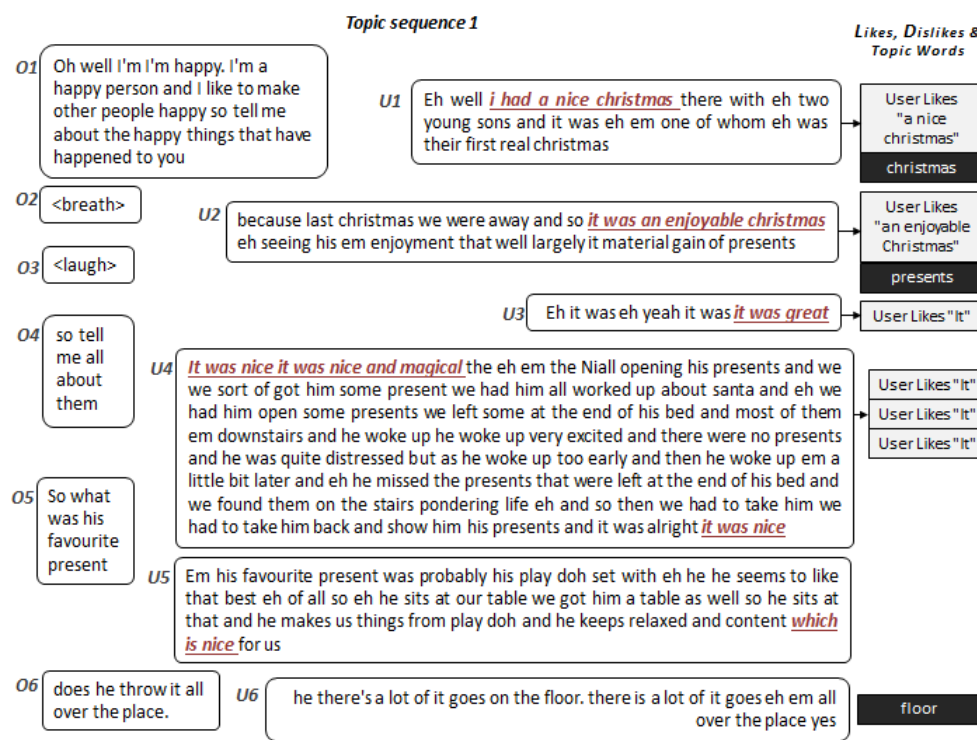 Topic sequence 1
Likes, Dislikes &
Topic Words
O1
Oh well I'm I'm happy. I'm a
happy person and I like to make
other people happy so tell me
about the happy things that have
happened to you
U1
Eh well i had a nice christmas there with eh two
young sons and it was eh em one of whom eh was
their first real christmas
User Likes
"a nice
christmas"
christmas
O2
<breath>
U2
because last christmas we were away and so it was an enjoyable christmas
eh seeing his em enjoyment that well largely it material gain of presents
User Likes
"an enjoyable
Christmas"
presents
O3
<laugh>
U3
Eh it was eh yeah it was it was great
User Likes "It"
O4
so tell
me all
about
them
U4
It was nice it was nice and magical the eh em the Niall opening his presents and we
we sort of got him some present we had him all worked up about santa and eh we
had him open some presents we left some at the end of his bed and most of them
em downstairs and he woke up he woke up very excited and there were no presents
and he was quite distressed but as he woke up too early and then he woke up em a
little bit later and eh he missed the presents that were left at the end of his bed and
we found them on the stairs pondering life eh and so then we had to take him we
had to take him back and show him his presents and it was alright it was nice
User Likes "It"
User Likes "It"
User Likes "It"
O5
So what
was his
favourite
present
U5
Em his favourite present was probably his play doh set with eh he he seems to like
that best eh of all so eh he sits at our table we got him a table as well so he sits at
that and he makes us things from play doh and he keeps relaxed and content which
is nice for us
O6
does he throw it all
over the place.
U6
he there's a lot of it goes on the floor. there is a lot of it goes eh em all
over the place yes
floor